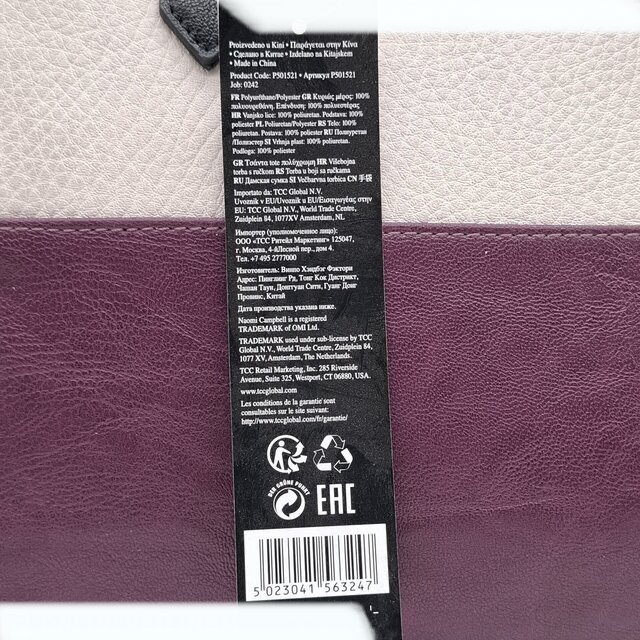 Proizvedeno u Kini • Παράγεται στην Κίνα
• Сделано в Китае • Izdelano na Kitajskem
• Made in China
Product Code: P501521 • Артикул P501521
Job: 0242
FR Polyuréthane/Polyester GR Κυρίως μέρος: 100%
πολυουρεθάνη. Επένδυση: 100% πολυεστέρας
HR Vanjsko lice: 100% poliuretan. Podstava: 100%
poliester PL Poliuretan/Polyester RS Telo: 100%
poliuretan. Postava: 100% poliester RU Полиуретан
/Полиэстер SI Vrhnja plast: 100% poliuretan.
Podloga: 100% poliester
GR Τσάντα tote πολύχρωμη HR Višebojna
torba s ručkom RS Torba u boji sa ručkama
RU Дамская сумка SI Večbarvna torbica CN 手袋
Importato da: TCC Global N.V.
Uvoznik v EU/Uvoznik u EU/Εισαγωγέας στην
EU: TCC Global N.V., World Trade Centre,
Zuidplein 84, 1077XV Amsterdam, NL
Импортер (уполномоченное лицо):
ООО «ТСС Ритейл Маркетинг" 125047,
г. Москва, 4-йЛесной пер., дом 4.
Тел. +7 495 2777000
Изготовитель: Винпо Хэндбэг Фэктори
Адрес: Пинглинг Рд, Тонг Кок Дистрикт,
Чашан Таун, Донггуан Сити, Гуанг Донг
Провинс, Китай
Дата производства указана ниже.
Naomi Campbell is a registered
TRADEMARK of OMI Ltd.
TRADEMARK used under sub-license by TCC
Global N.V., World Trade Centre, Zuidplein 84,
1077 XV, Amsterdam, The Netherlands.
TCC Retail Marketing, Inc. 285 Riverside
Avenue, Suite 325, Westport, CT 06880, USA.
www.tccglobal.com
Les conditions de la garantie sont
consultables sur le site suivant:
http://www.tccglobal.com/fr/garantie/
DER GRÜNE PUNKT
EAC
5 023041 563247